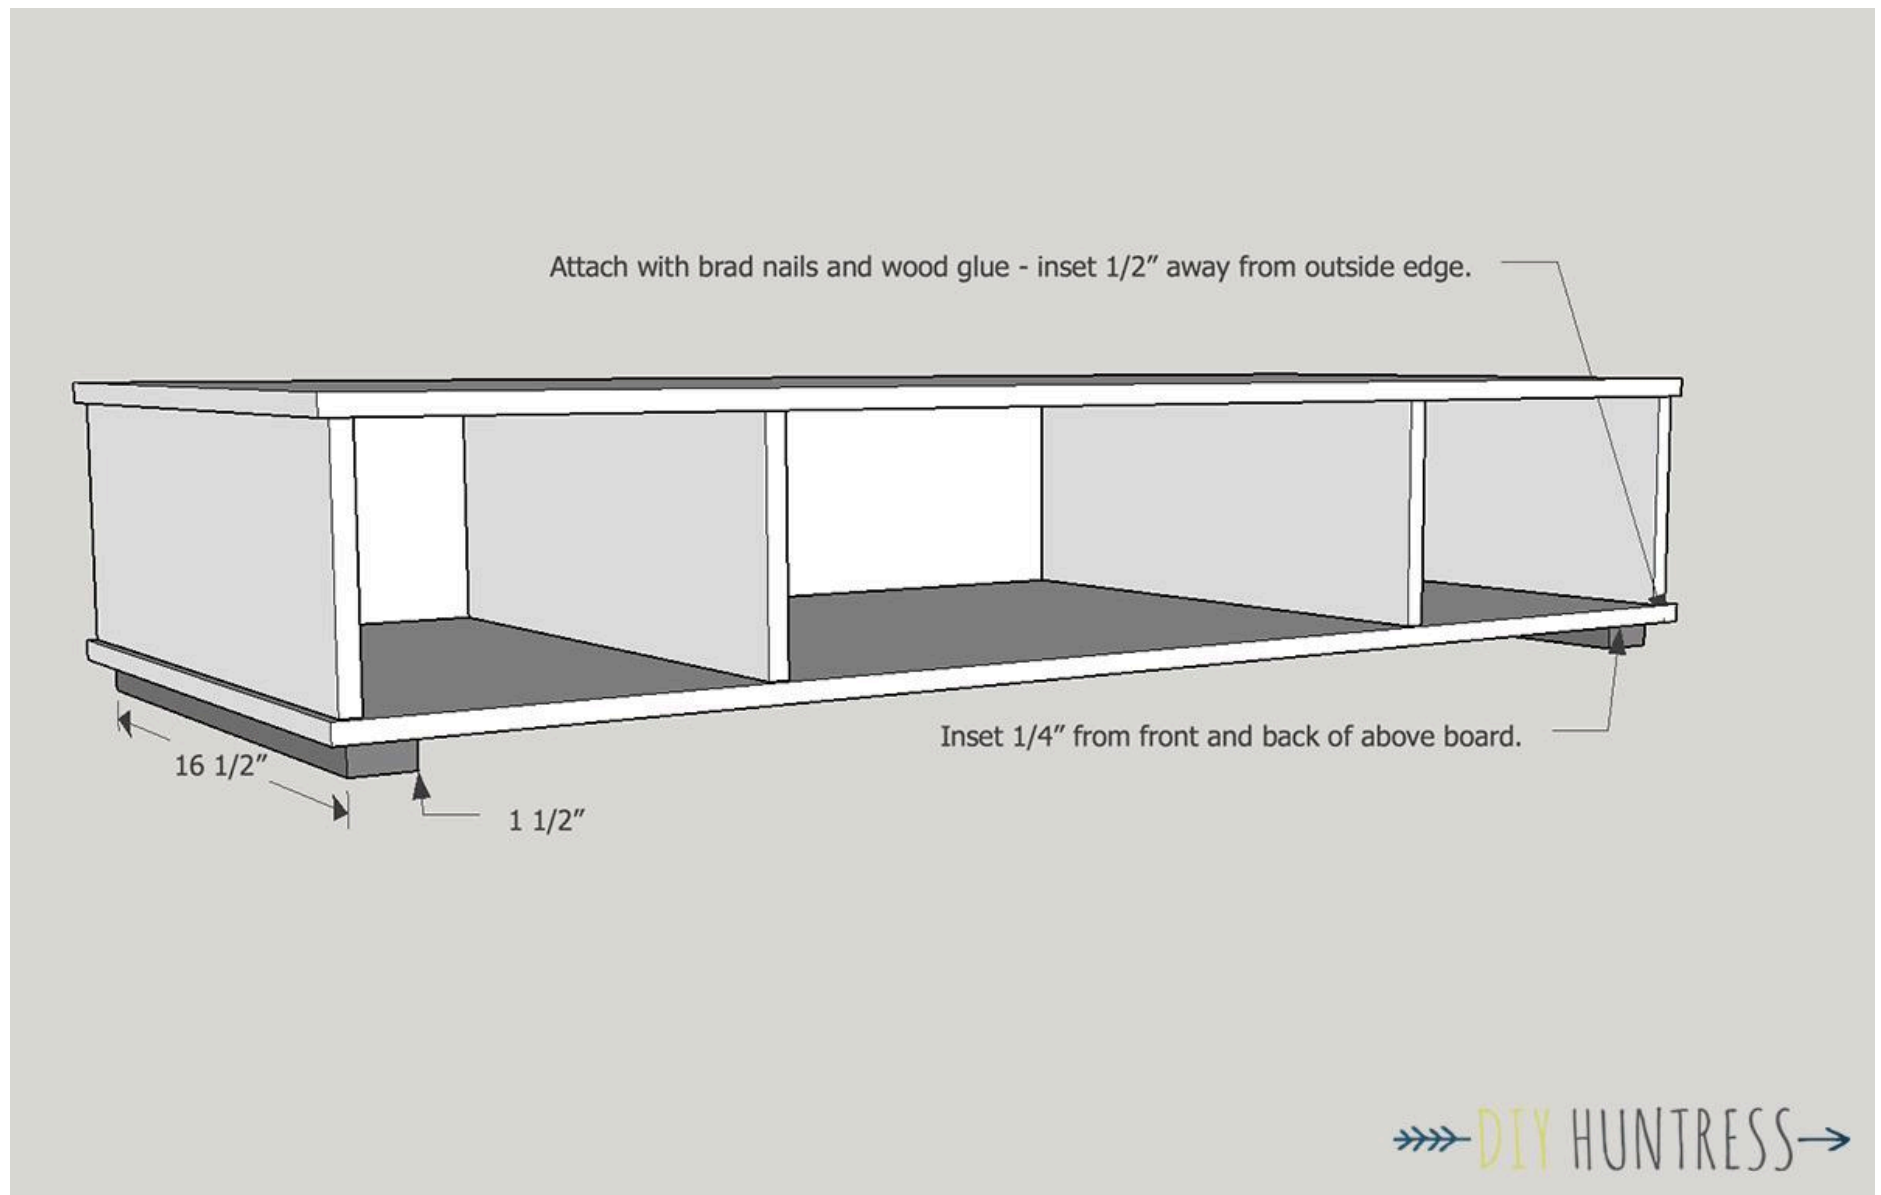 Attach with brad nails and wood glue - inset 1/2” away from outside edge.
Inset 1/4” from front and back of above board.
16 1/2”
1 1/2”
DIY HUNTRESS